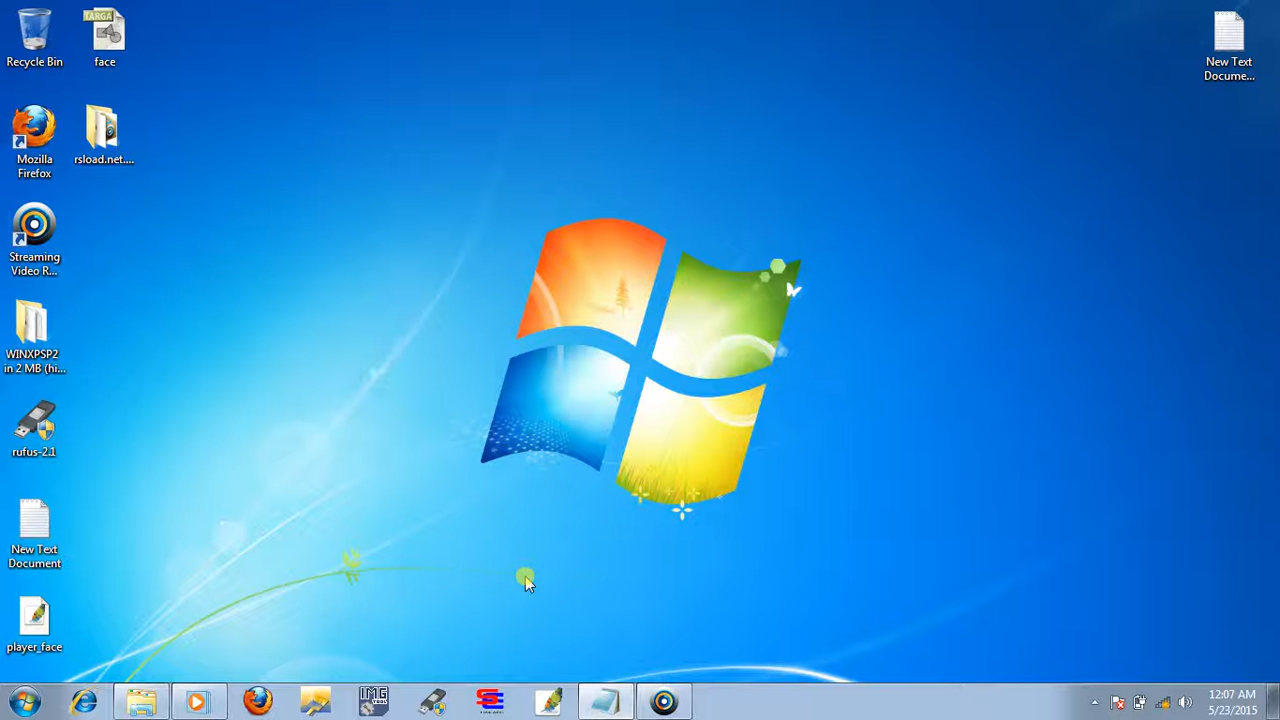 TARGA
Recycle Bin
face
New Text
Docume...
Mozilla
Firefox
rsload.net....
Streaming
Video R...
WINXPSP2
in 2 MB (hi...
rufus-2.1
New Text
Document
player_face
IMG
12:07 AM
5/23/2015